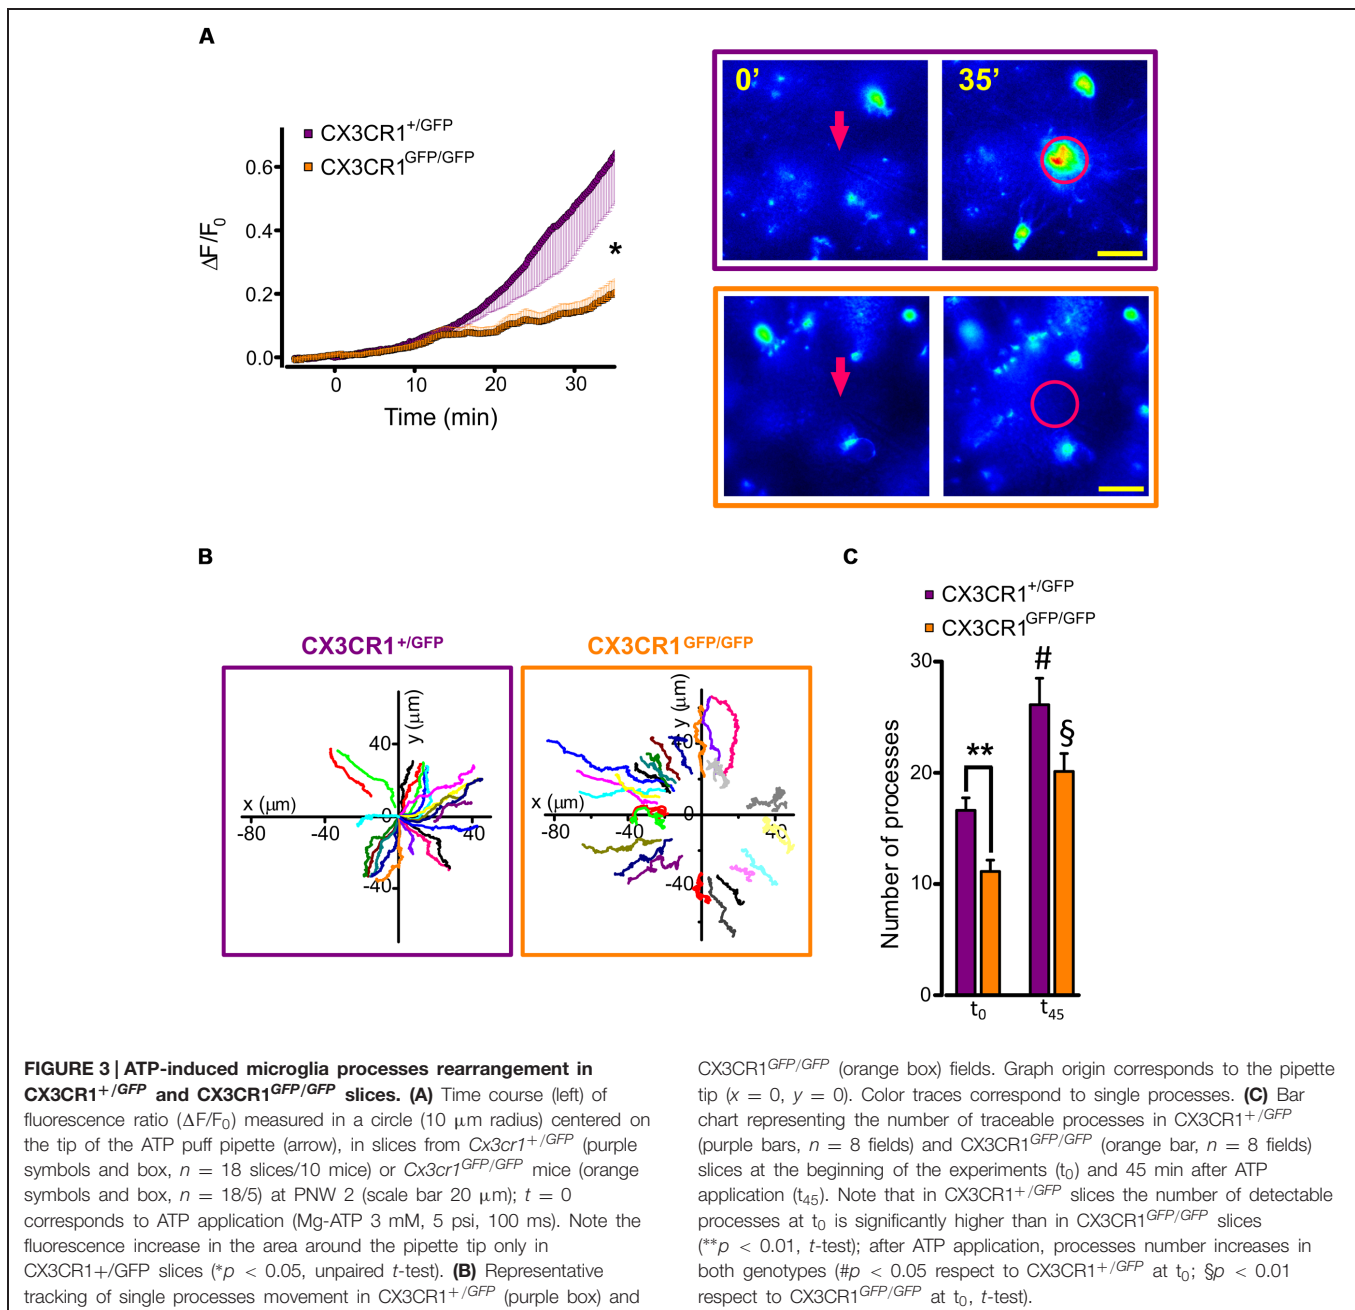 A
CX3CR1+/GFP
CX3CR1GFP/GFP
0.6
0.4
0.2
0.0
ΔF/F0
*
0
10
20
30
Time (min)
0'
35'
B
CX3CR1+/GFP
CX3CR1GFP/GFP
y (μm)
40
x (μm)
0
-80
-40
40
-40
y (μm)
40
x (μm)
0
-80
-40
40
-40
C
CX3CR1+/GFP
CX3CR1GFP/GFP
30
20
10
0
Number of processes
**
#
§
t0
t45
FIGURE 3 | ATP-induced microglia processes rearrangement in
CX3CR1+/GFP and CX3CR1GFP/GFP slices. (A) Time course (left) of
fluorescence ratio (ΔF/F0) measured in a circle (10 μm radius) centered on
the tip of the ATP puff pipette (arrow), in slices from Cx3cr1+/GFP (purple
symbols and box, n = 18 slices/10 mice) or Cx3cr1GFP/GFP mice (orange
symbols and box, n = 18/5) at PNW 2 (scale bar 20 μm); t = 0
corresponds to ATP application (Mg-ATP 3 mM, 5 psi, 100 ms). Note the
fluorescence increase in the area around the pipette tip only in
CX3CR1+/GFP slices (*p < 0.05, unpaired t-test). (B) Representative
tracking of single processes movement in CX3CR1+/GFP (purple box) and
CX3CR1GFP/GFP (orange box) fields. Graph origin corresponds to the pipette
tip (x = 0, y = 0). Color traces correspond to single processes. (C) Bar
chart representing the number of traceable processes in CX3CR1+/GFP
(purple bars, n = 8 fields) and CX3CR1GFP/GFP (orange bar, n = 8 fields)
slices at the beginning of the experiments (t0) and 45 min after ATP
application (t45). Note that in CX3CR1+/GFP slices the number of detectable
processes at t0 is significantly higher than in CX3CR1GFP/GFP slices
(**p < 0.01, t-test); after ATP application, processes number increases in
both genotypes (#p < 0.05 respect to CX3CR1+/GFP at t0; §p < 0.01
respect to CX3CR1GFP/GFP at t0, t-test).